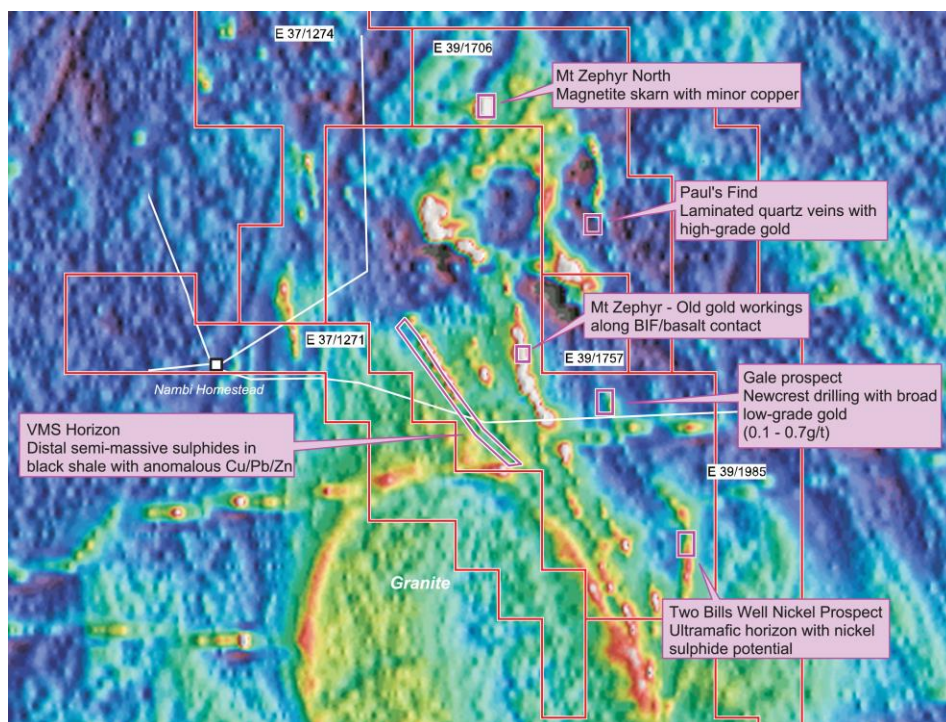 E 37/1274
E 39/1706
Mt Zephyr North
Magnetite skarn with minor copper
Paul's Find
Laminated quartz veins with
high-grade gold
Mt Zephyr - Old gold workings
along BIF/basalt contact
E 37/1271
E 39/1757
Nambi Homestead
Gale prospect
Newcrest drilling with broad
low-grade gold
(0.1 - 0.7g/t)
VMS Horizon
Distal semi-massive sulphides in
black shale with anomalous Cu/Pb/Zn
E 39/1985
Granite
Two Bills Well Nickel Prospect
Ultramafic horizon with nickel
sulphide potential